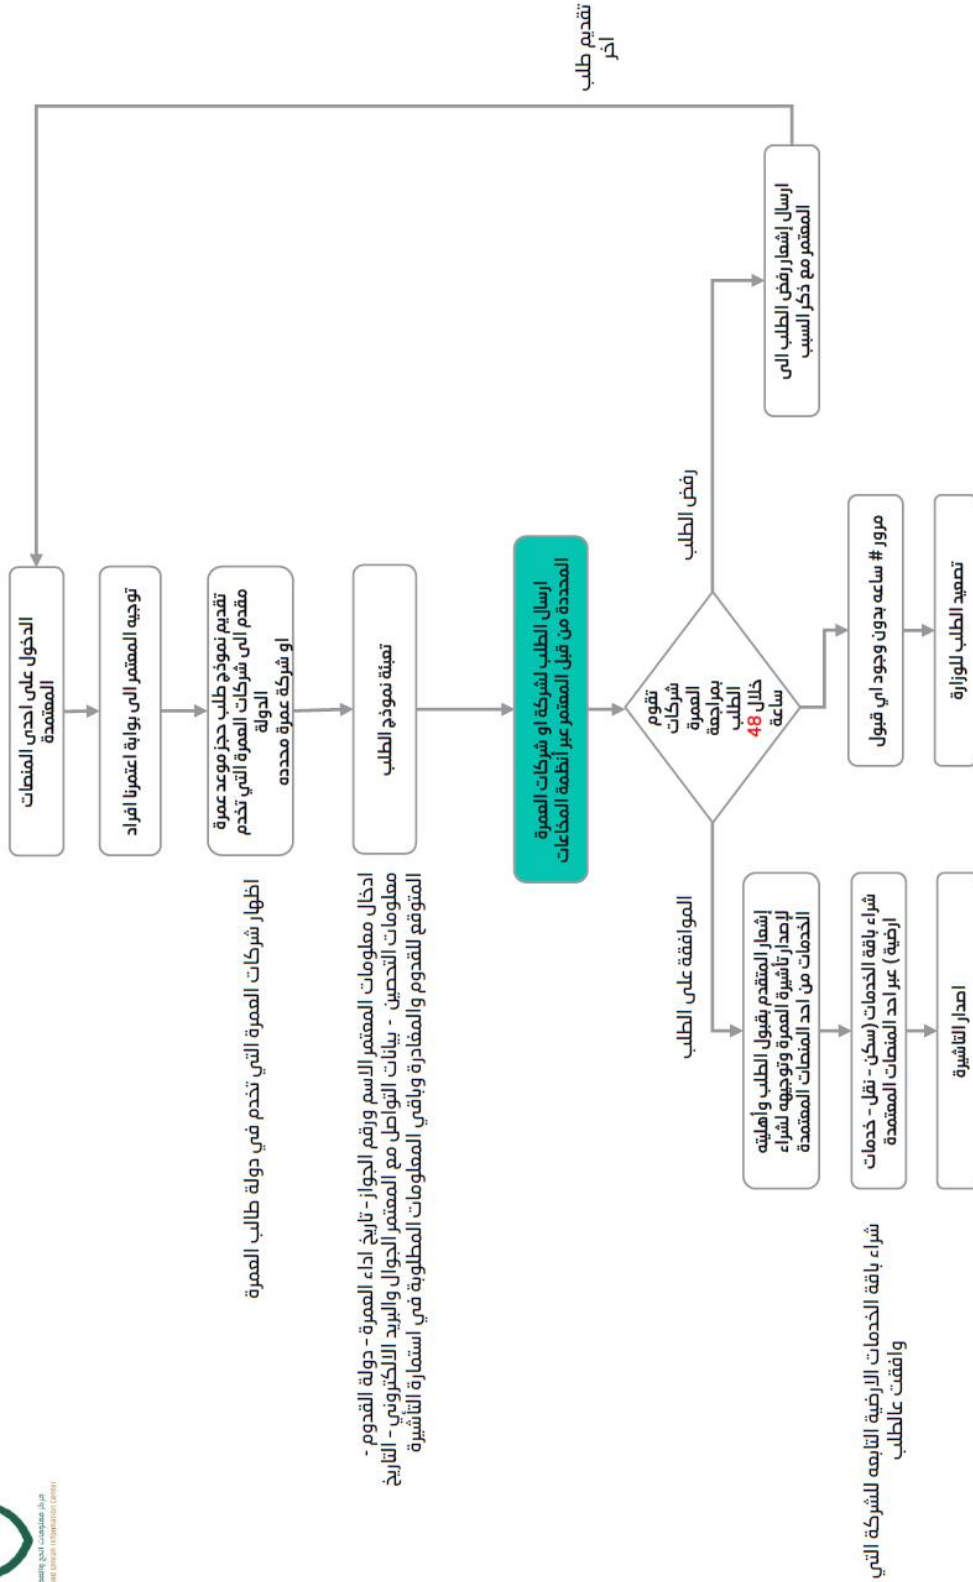 مركز معلومات الحج والعمرة
تقديم طلب
اخر
الدخول على احدى المنصات
المعتمدة
توجيه المعتمر الى بوابة اعتمرنا افراد
تقديم نموذج طلب حجز موعد عمرة
مقدم الى شركات العمرة التي تخدم
الدولة
او شركة عمرة محدده
اظهار شركات العمرة التي تخدم في دولة طالب العمرة
تعبئة نموذج الطلب
ادخال معلومات المعتمر الاسم ورقم الجواز - تاريخ اداء العمرة - دولة القدوم -
معلومات التحصين - بيانات التواصل مع المعتمر الجوال والبريد الالكتروني - التاريخ
المتوقع للقدوم والمغادرة وباقي المعلومات المطلوبة في استمارة التأشيرة
ارسال الطلب لشركة او شركات العمرة
المحددة من قبل المعتمر عبر أنظمة المخاعات
تقوم
شركات
العمرة
بمراجعة
الطلب
خلال 48
ساعة
رفض الطلب
الموافقة على الطلب
ارسال إشعار رفض الطلب الى
المعتمر مع ذكر السبب
مرور # ساعه بدون وجود اي قبول
تصعيد الطلب للوزارة
إشعار المتقدم بقبول الطلب وأهليته
لإصدار تأشيرة العمرة وتوجيهه لشراء
الخدمات من احد المنصات المعتمدة
شراء باقة الخدمات (سكن - نقل - خدمات
ارضية ) عبر احد المنصات المعتمدة
شراء باقة الخدمات الارضية التابعه للشركة التي
وافقت عالطلب
اصدار التاشيرة